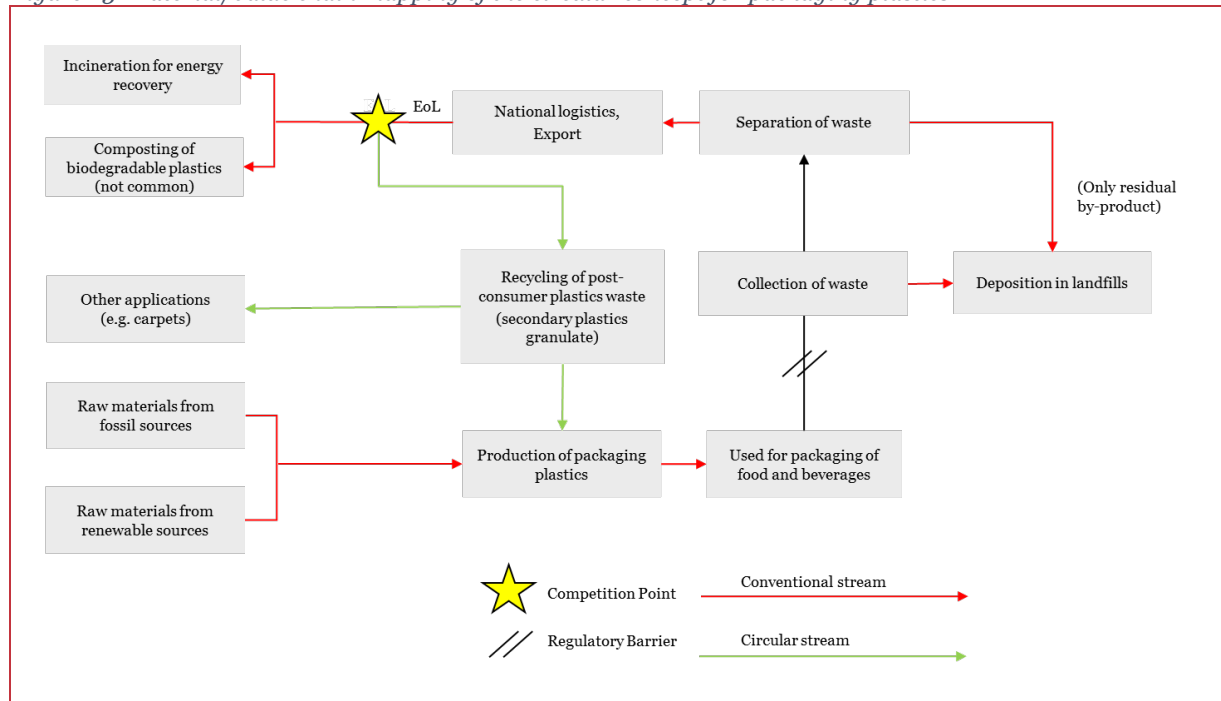 Incineration for energy
recovery
EoL
National logistics,
Export
Separation of waste
Composting of
biodegradable plastics
(not common)
(Only residual
by-product)
Other applications
(e.g. carpets)
Recycling of post-
consumer plastics waste
(secondary plastics
granulate)
Collection of waste
Deposition in landfills
Raw materials from
fossil sources
Production of packaging
plastics
Used for packaging of
food and beverages
Raw materials from
renewable sources
Competition Point
Conventional stream
Regulatory Barrier
Circular stream